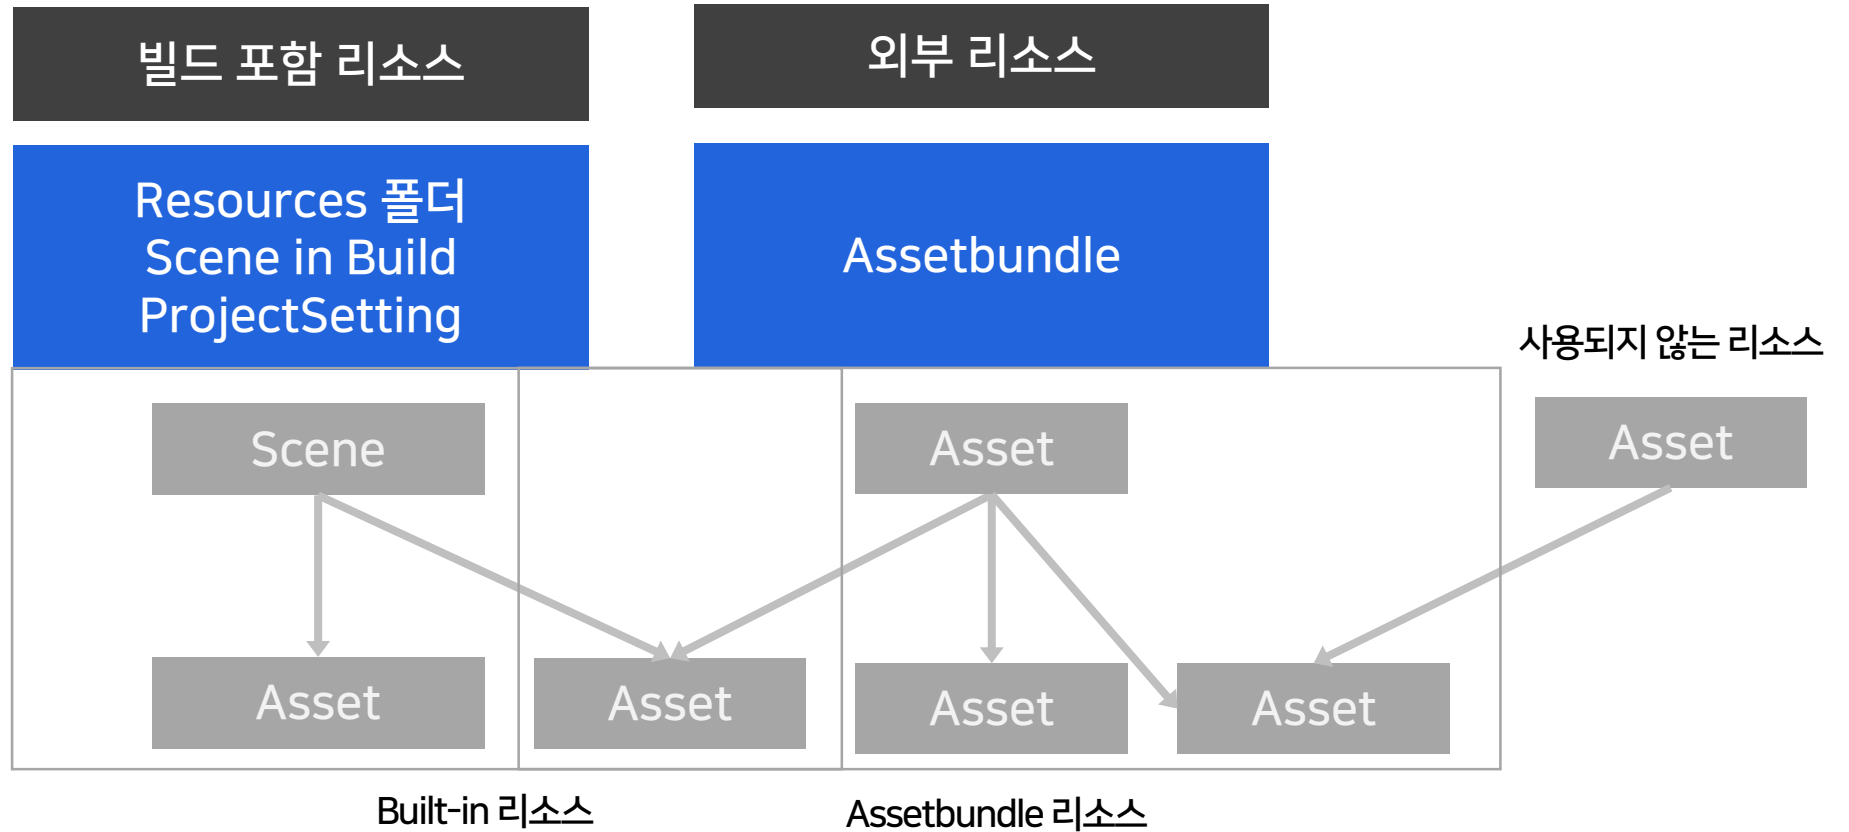 빌드 포함 리소스
외부 리소스
Resources 폴더
Scene in Build
ProjectSetting
Assetbundle
사용되지 않는 리소스
Scene
Asset
Asset
Asset
Asset
Asset
Asset
Built-in 리소스
Assetbundle 리소스